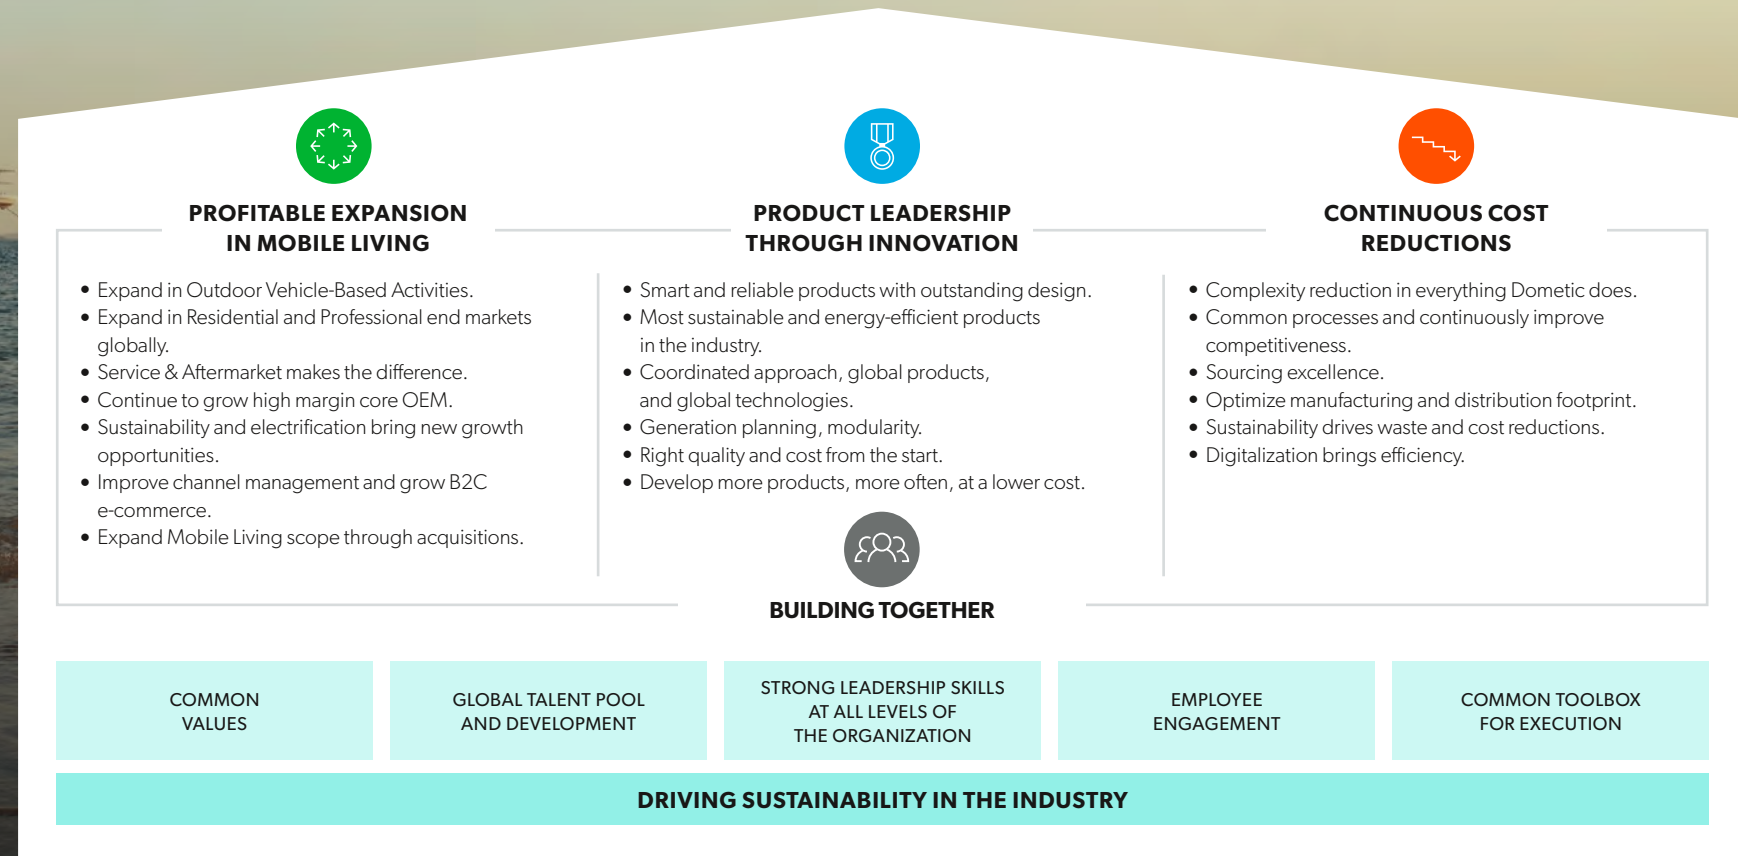 PROFITABLE EXPANSION
IN MOBILE LIVING
• Expand in Outdoor Vehicle-Based Activities.
• Expand in Residential and Professional end markets
globally.
• Service & Aftermarket makes the difference.
• Continue to grow high margin core OEM.
• Sustainability and electrification bring new growth
opportunities.
• Improve channel management and grow B2C
e-commerce.
• Expand Mobile Living scope through acquisitions.
PRODUCT LEADERSHIP
THROUGH INNOVATION
• Smart and reliable products with outstanding design.
• Most sustainable and energy-efficient products
in the industry.
• Coordinated approach, global products,
and global technologies.
• Generation planning, modularity.
• Right quality and cost from the start.
• Develop more products, more often, at a lower cost.
CONTINUOUS COST
REDUCTIONS
• Complexity reduction in everything Dometic does.
• Common processes and continuously improve
competitiveness.
• Sourcing excellence.
• Optimize manufacturing and distribution footprint.
• Sustainability drives waste and cost reductions.
• Digitalization brings efficiency.
BUILDING TOGETHER
COMMON
VALUES
GLOBAL TALENT POOL
AND DEVELOPMENT
STRONG LEADERSHIP SKILLS
AT ALL LEVELS OF
THE ORGANIZATION
EMPLOYEE
ENGAGEMENT
COMMON TOOLBOX
FOR EXECUTION
DRIVING SUSTAINABILITY IN THE INDUSTRY